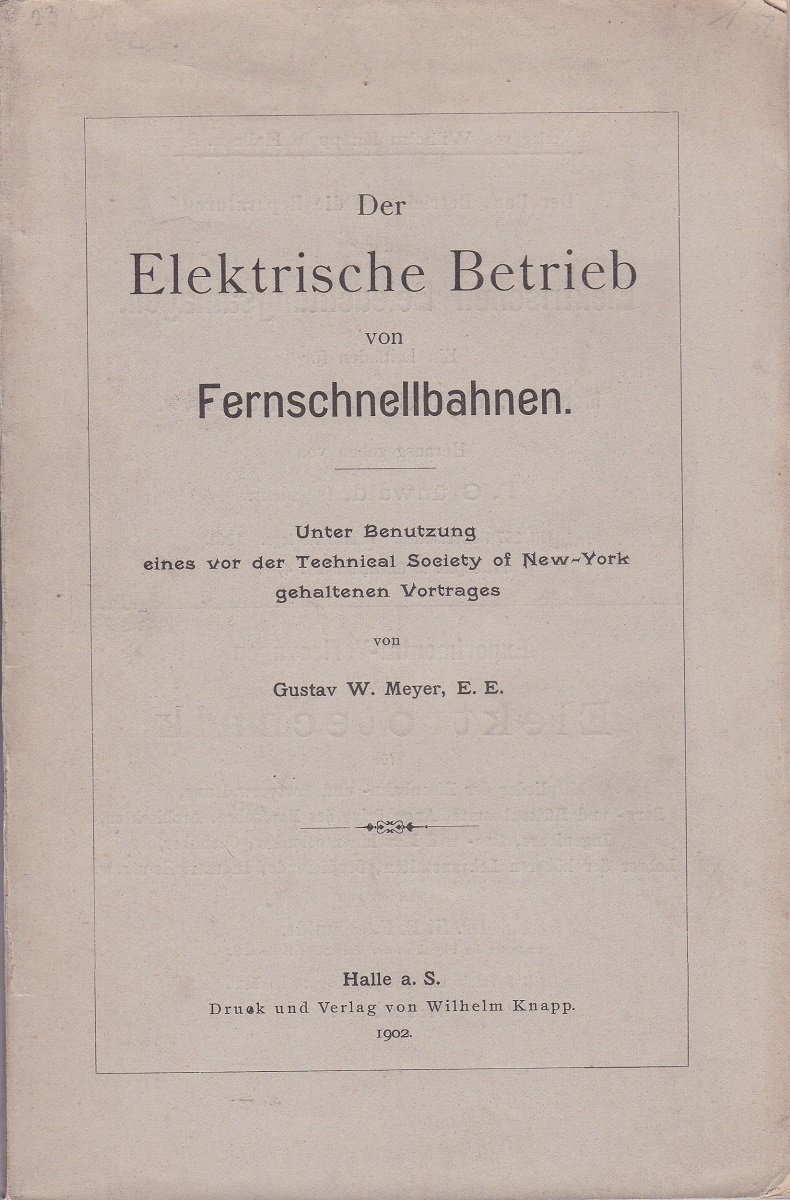 Der
Elektrische Betrieb
von
Fernschnellbahnen.
Unter Benutzung
eines vor der Technical Society of New-York
gehaltenen Vortrages
von
Gustav W. Meyer, E. E.
Halle a. S.
Druck und Verlag von Wilhelm Knapp.
1902.